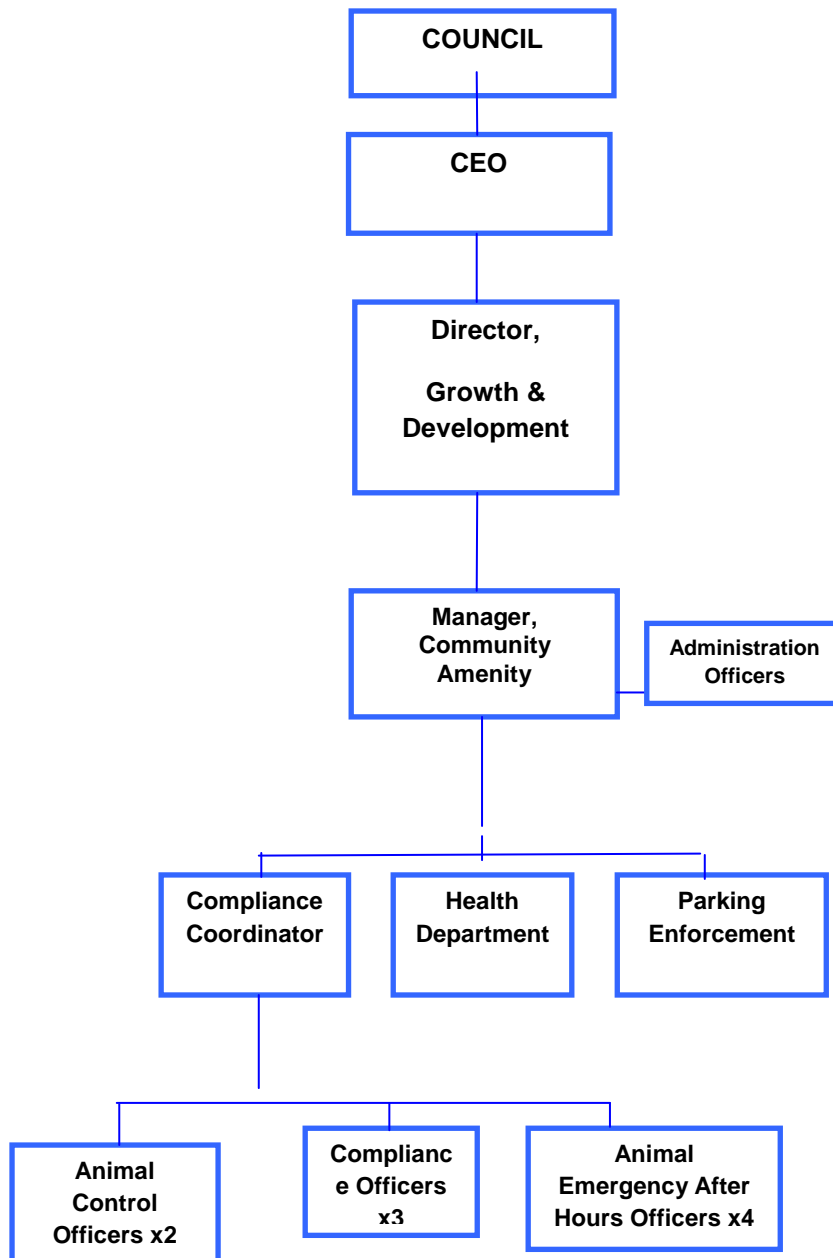 COUNCIL
CEO
Director,
Growth &
Development
Manager,
Community
Amenity
Administration
Officers
Compliance
Coordinator
Health
Department
Parking
Enforcement
Animal
Control
Officers x2
Complianc
e Officers
x3
Animal
Emergency After
Hours Officers x4